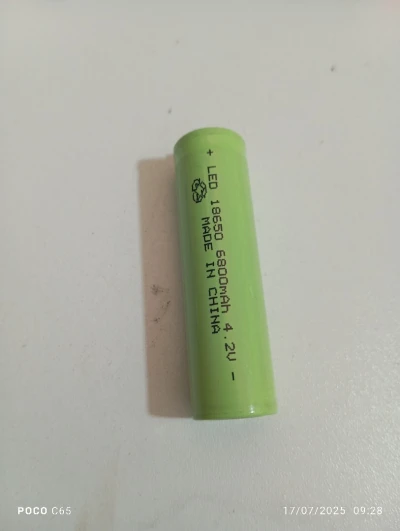 + LED 18650 6800mAh 4.2V -
MADE IN CHINA
POCO C65
17/07/2025 09:28